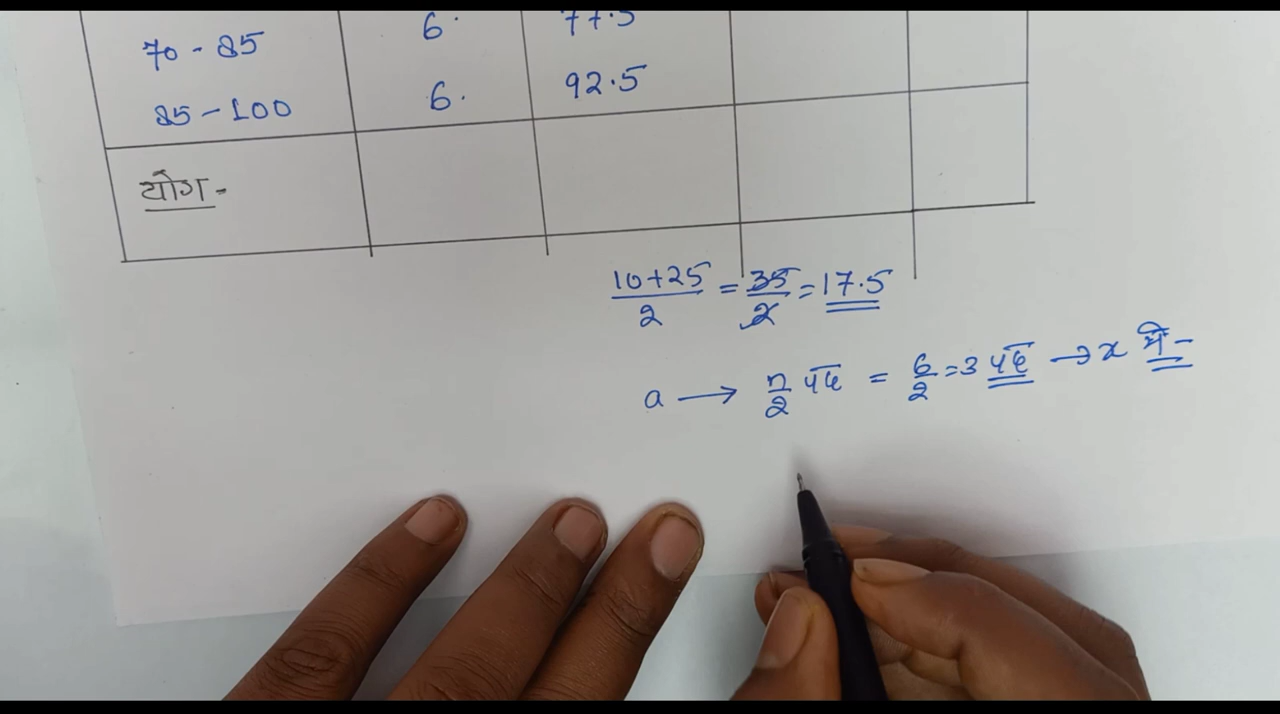 70 - 85 6. 77.5
85 - 100 6. 92.5
योग -
10+25/2 = 35/2 = 17.5
a → n/2 पद = 6/2 = 3 पद → x में -